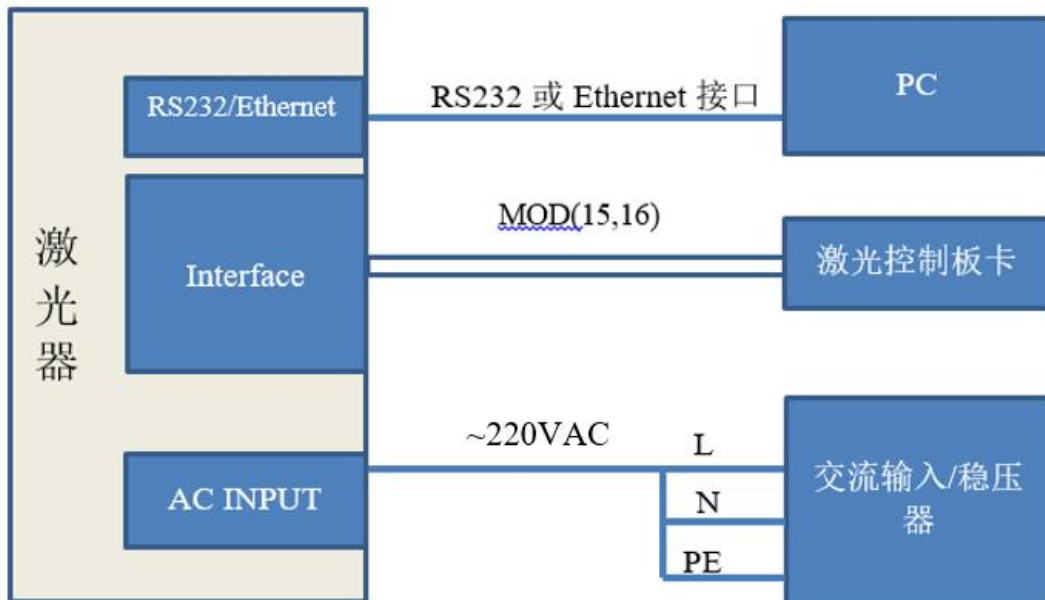 RS232/Ethernet
RS232 或 Ethernet 接口
PC
激光器
Interface
MOD(15,16)
激光控制板卡
AC INPUT
~220VAC
L
N
PE
交流输入/稳压
器